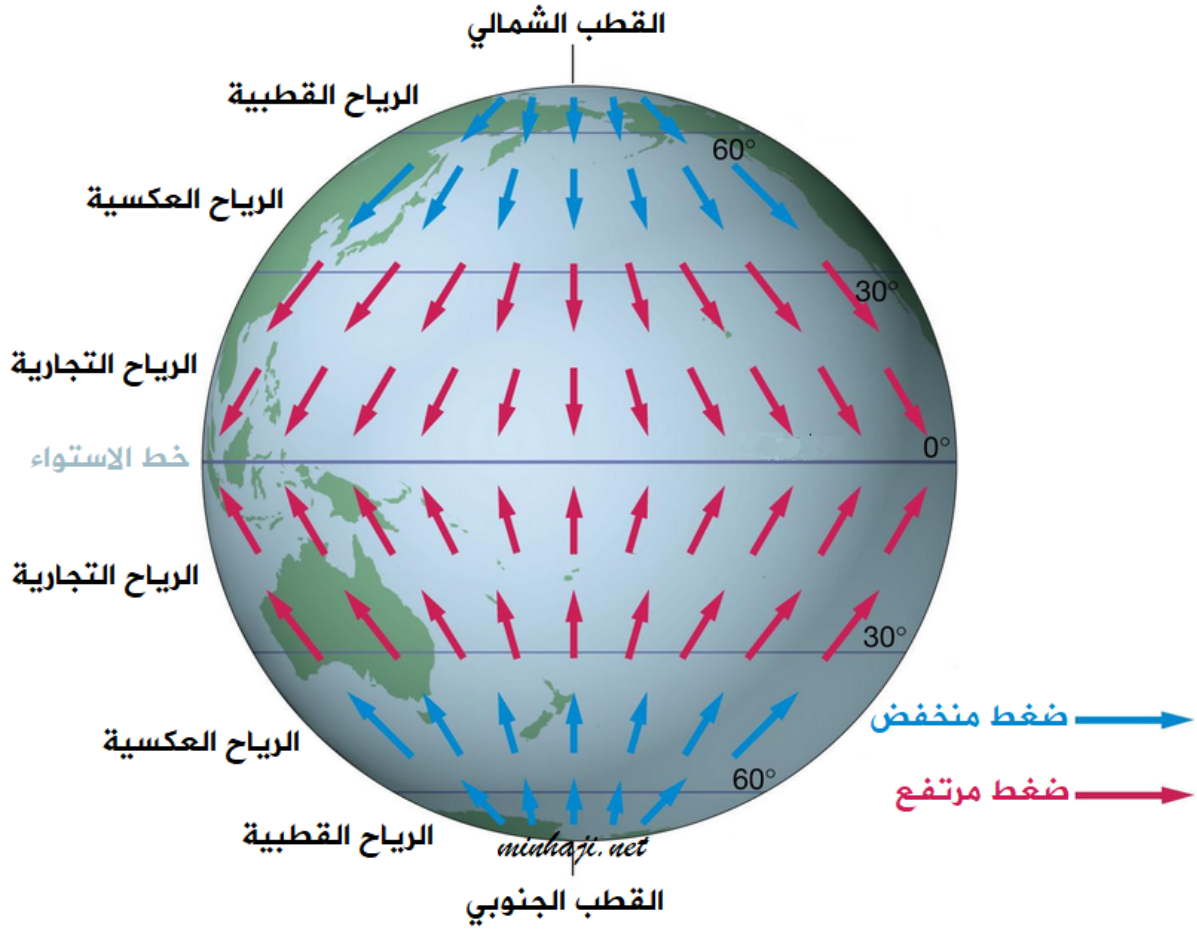 القطب الشمالي
الرياح القطبية
60°
الرياح العكسية
30°
الرياح التجارية
0°
خط الاستواء
الرياح التجارية
30°
ضغط منخفض
الرياح العكسية
60°
ضغط مرتفع
الرياح القطبية
minhaji.net
القطب الجنوبي